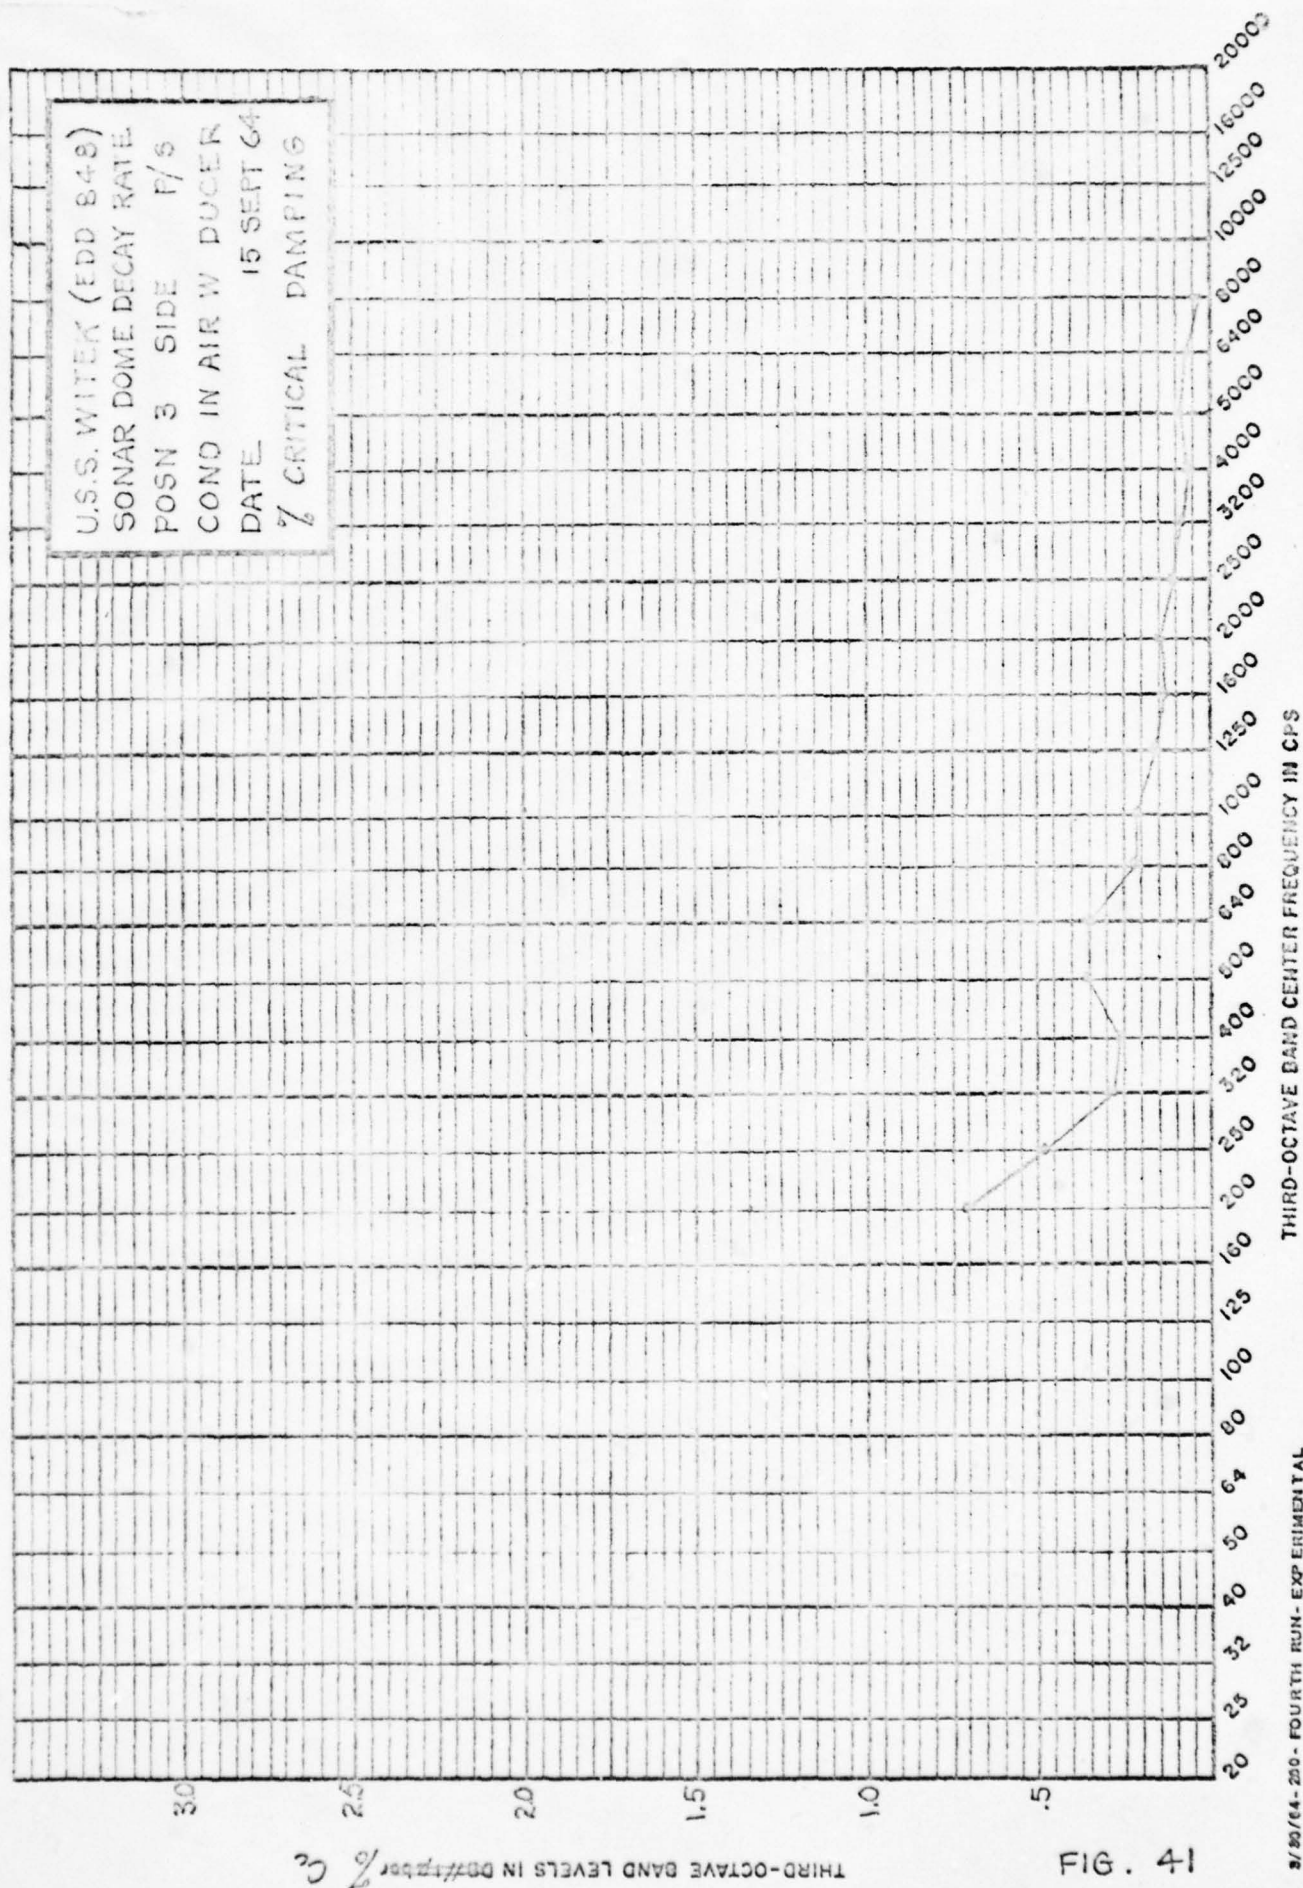 U.S.S. WITEK (EDD 848)
SONAR DOME DECAY RATE
POSN 3 SIDE P/S
COND IN AIR W DUCER
DATE 15 SEPT 64
% CRITICAL DAMPING
3.0
2.5
2.0
1.5
1.0
.5
THIRD-OCTAVE BAND LEVELS IN % Cc
20 25 32 40 50 64 80 100 125 160 200 250 320 400 500 640 800 1000 1250 1600 2000 2500 3200 4000 5000 6400 8000 10000 12500 16000 20000
THIRD-OCTAVE BAND CENTER FREQUENCY IN CPS
FIG. 41
3/30/64-200-FOURTH RUN-EXPERIMENTAL